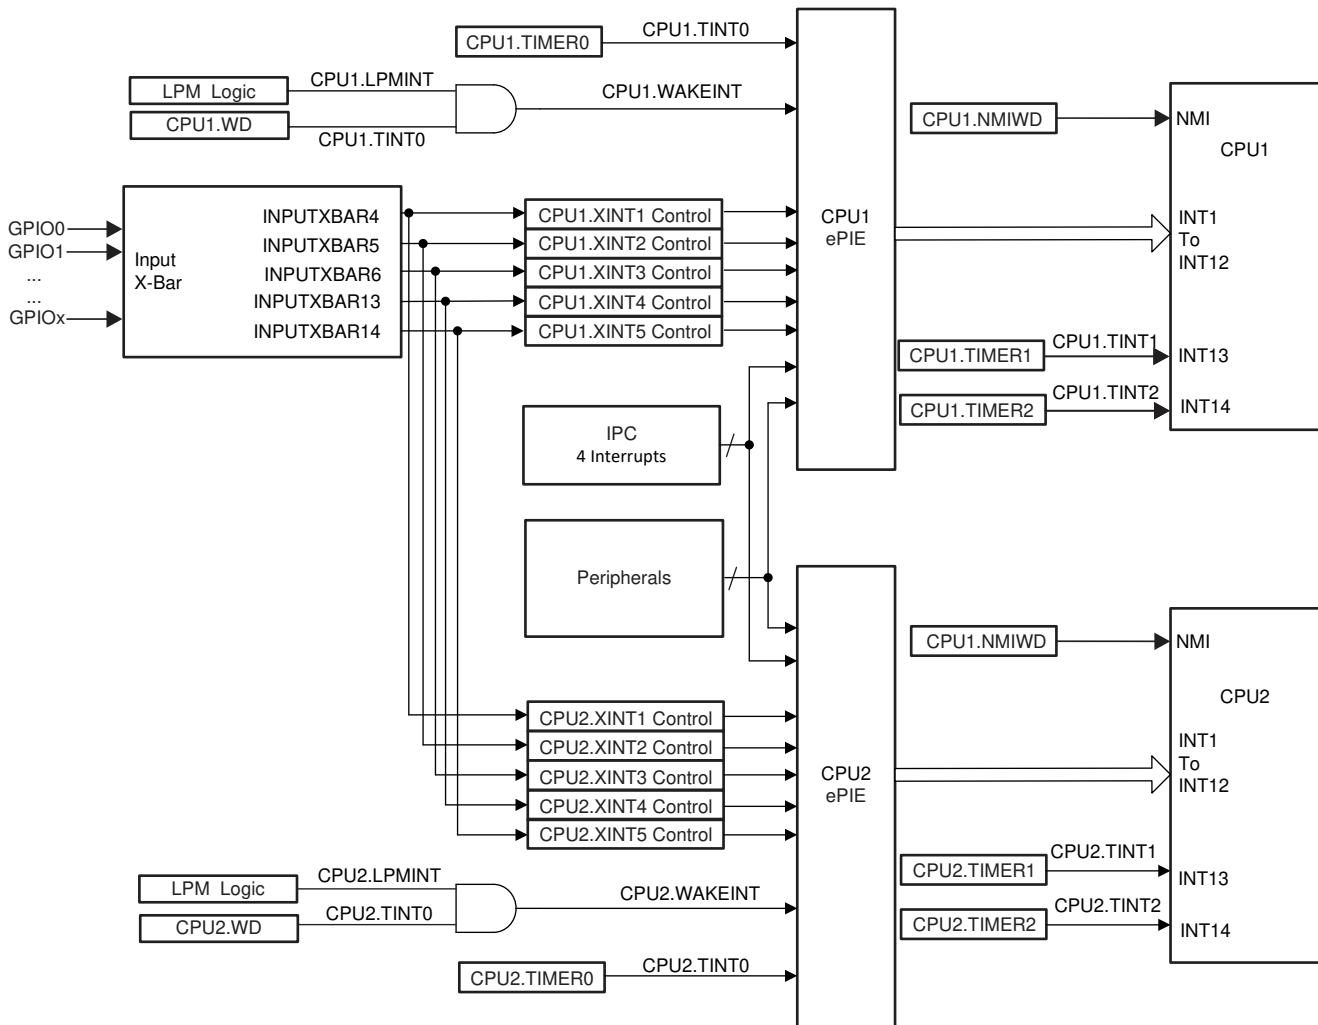 CPU1.TIMER0
CPU1.TINT0
LPM Logic
CPU1.LPMINT
CPU1.WD
CPU1.TINT0
CPU1.WAKEINT
CPU1.NMIWD
NMI
CPU1
GPIO0
GPIO1
...
...
GPIOx
Input
X-Bar
INPUTXBAR4
INPUTXBAR5
INPUTXBAR6
INPUTXBAR13
INPUTXBAR14
CPU1.XINT1 Control
CPU1.XINT2 Control
CPU1.XINT3 Control
CPU1.XINT4 Control
CPU1.XINT5 Control
CPU1
ePIE
INT1
To
INT12
CPU1.TIMER1
CPU1.TINT1
INT13
CPU1.TIMER2
CPU1.TINT2
INT14
IPC
4 Interrupts
Peripherals
CPU1.NMIWD
NMI
CPU2
CPU2.XINT1 Control
CPU2.XINT2 Control
CPU2.XINT3 Control
CPU2.XINT4 Control
CPU2.XINT5 Control
CPU2
ePIE
INT1
To
INT12
CPU2.TIMER1
CPU2.TINT1
INT13
CPU2.TIMER2
CPU2.TINT2
INT14
LPM Logic
CPU2.LPMINT
CPU2.WD
CPU2.TINT0
CPU2.WAKEINT
CPU2.TIMER0
CPU2.TINT0